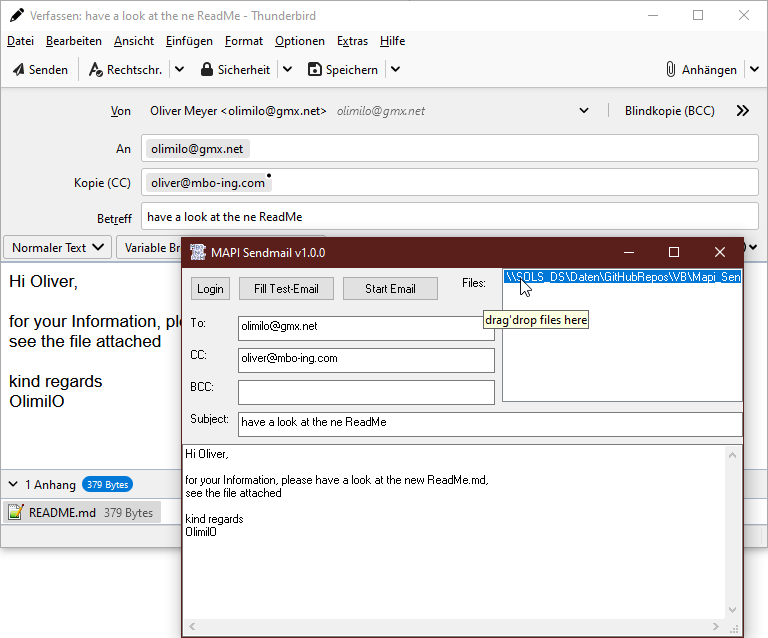 Verfassen: have a look at the ne ReadMe - Thunderbird
Datei Bearbeiten Ansicht Einfügen Format Optionen Extras Hilfe
Senden Rechtschr. Sicherheit Speichern Anhängen
Von Oliver Meyer <olimilo@gmx.net> olimilo@gmx.net Blindkopie (BCC)
An olimilo@gmx.net
Kopie (CC) oliver@mbo-ing.com
Betreff have a look at the ne ReadMe
Normaler Text Variable Br
Hi Oliver,
for your Information, ple
see the file attached
kind regards
OlimilO
1 Anhang 379 Bytes
README.md 379 Bytes
MAPI Sendmail v1.0.0
Login Fill Test-Email Start Email Files: \\SOLS_DS\Daten\GitHubRepos\VB\Mapi_Sen
drag'drop files here
To: olimilo@gmx.net
CC: oliver@mbo-ing.com
BCC:
Subject: have a look at the ne ReadMe
Hi Oliver,
for your Information, please have a look at the new ReadMe.md,
see the file attached
kind regards
OlimilO